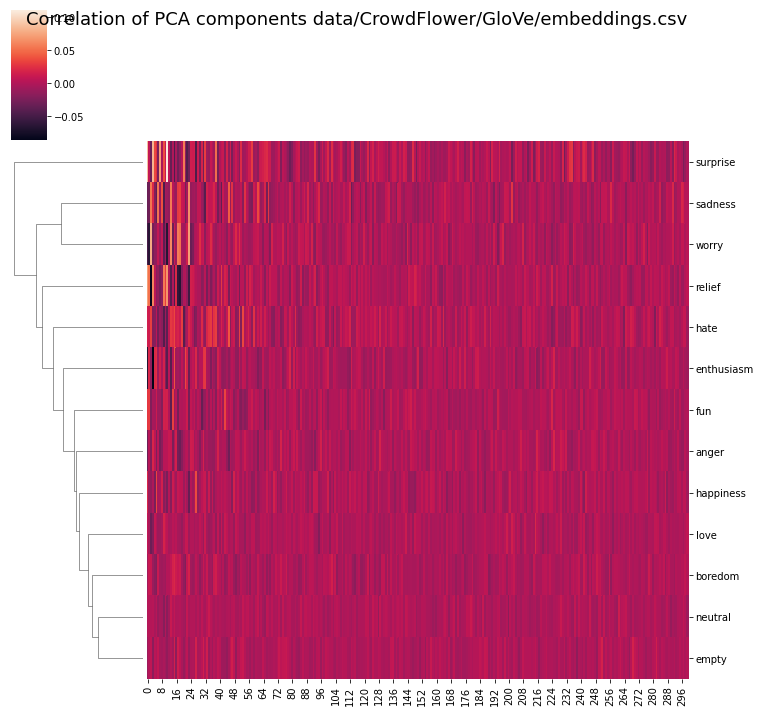 Correlation of PCA components data/CrowdFlower/GloVe/embeddings.csv
0.10
0.05
0.00
−0.05
surprise
sadness
worry
relief
hate
enthusiasm
fun
anger
happiness
love
boredom
neutral
empty
0 8 16 24 32 40 48 56 64 72 80 88 96 104 112 120 128 136 144 152 160 168 176 184 192 200 208 216 224 232 240 248 256 264 272 280 288 296